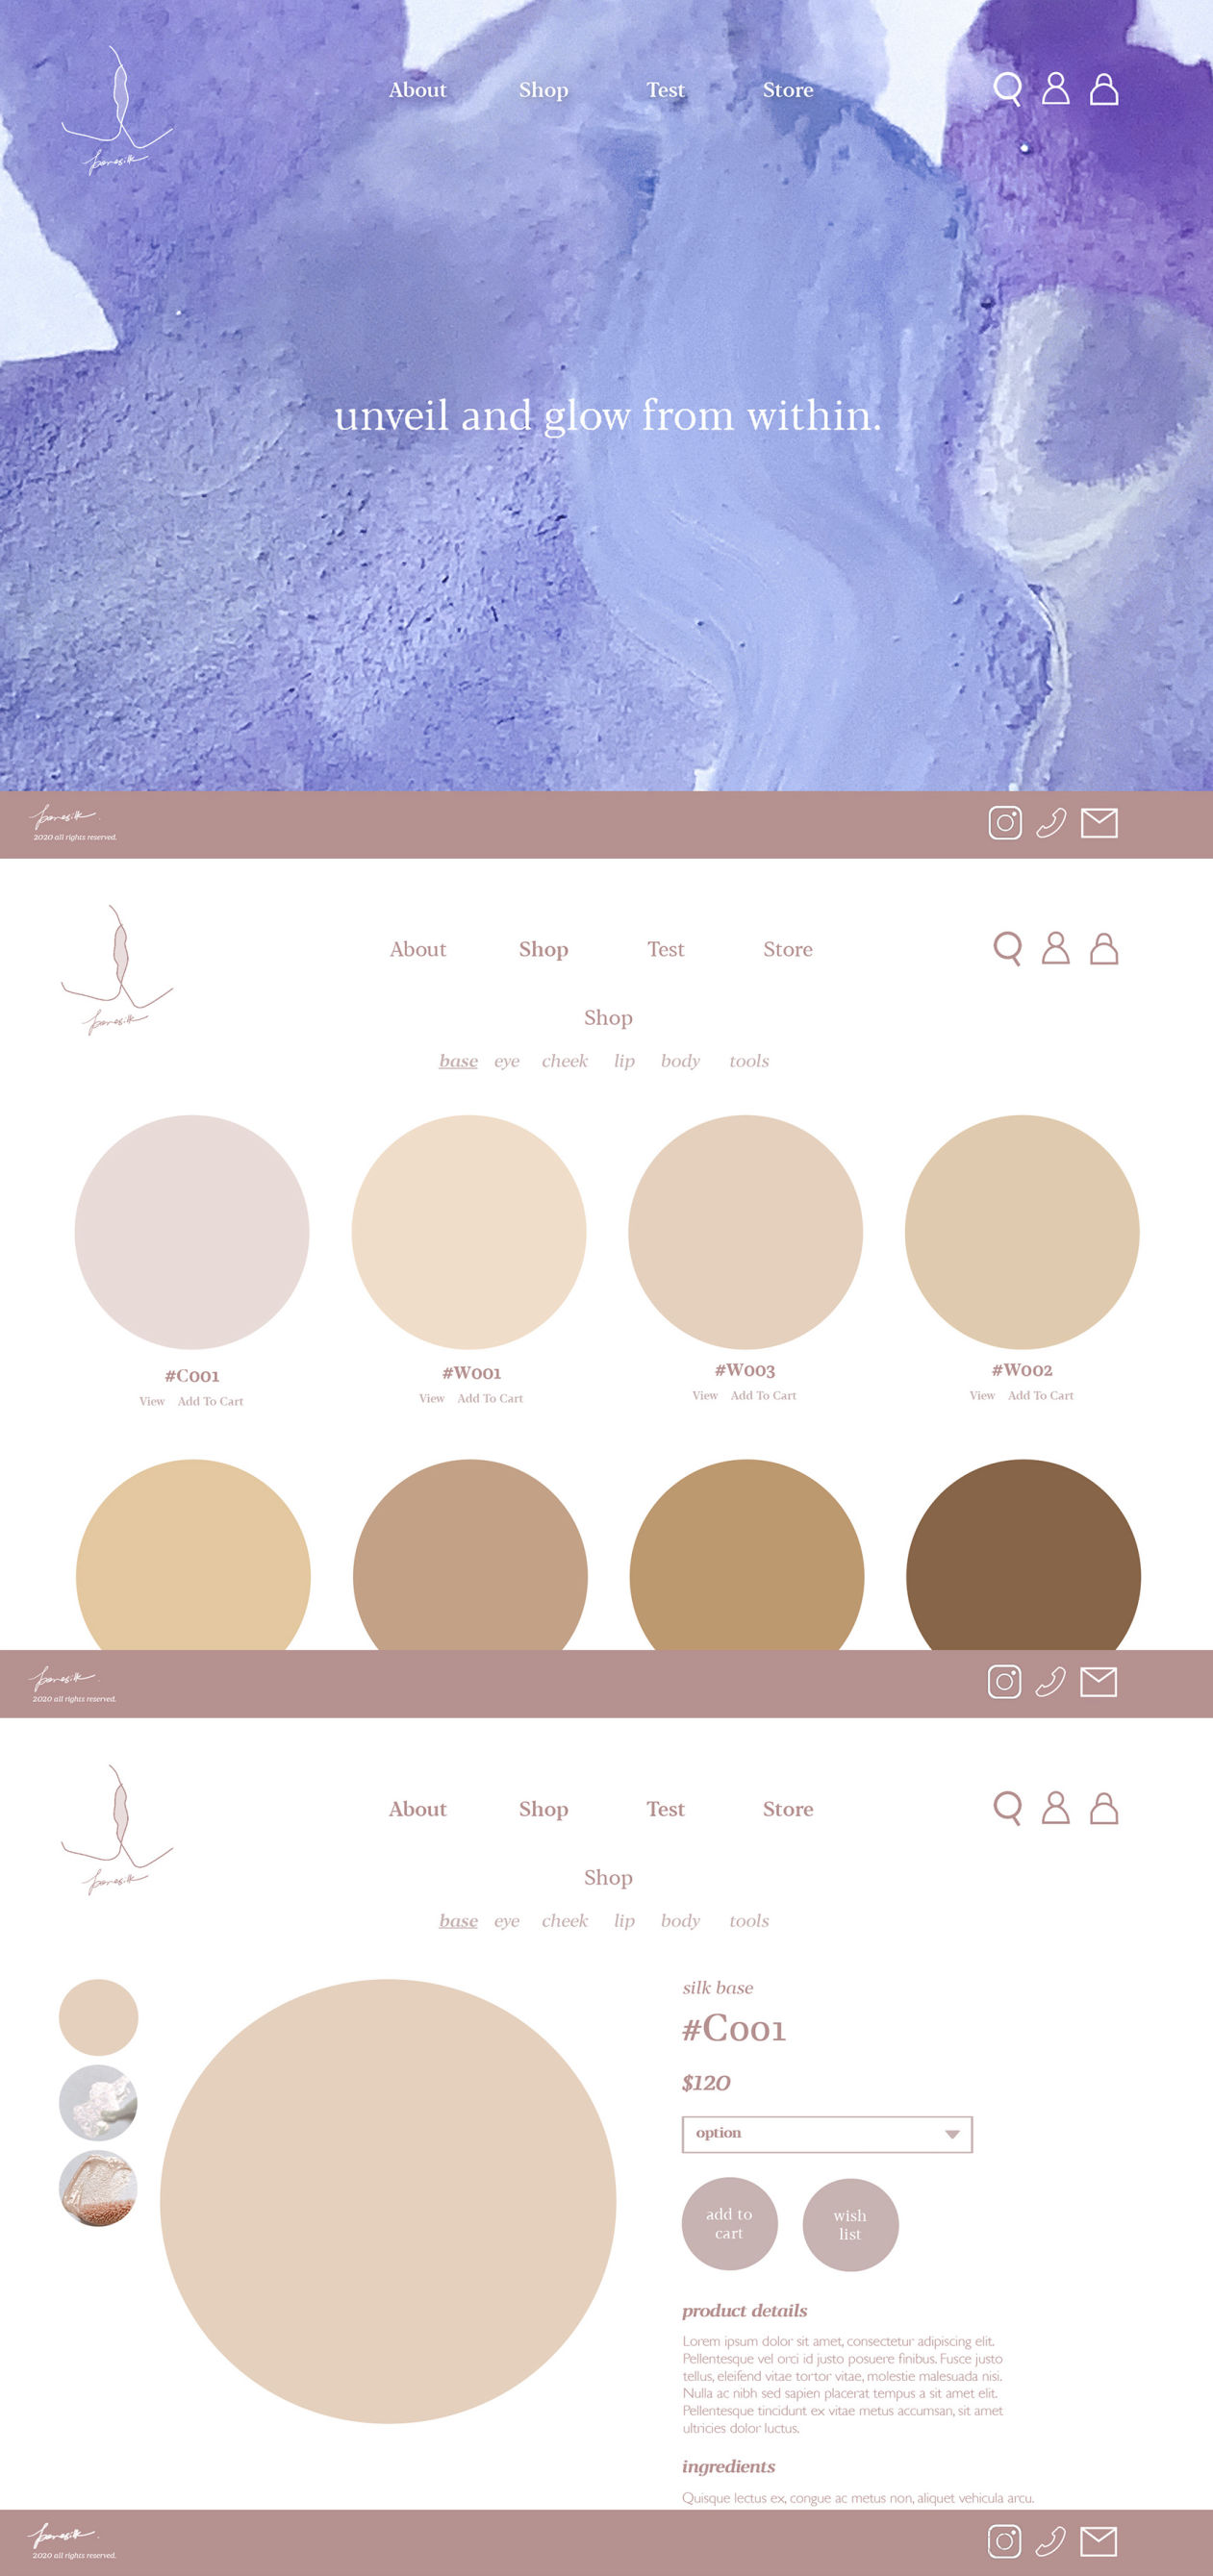 About Shop Test Store
baresilk
unveil and glow from within.
baresilk
2020 all rights reserved.
About Shop Test Store
baresilk
Shop
base eye cheek lip body tools
#C001 #W001 #W003 #W002
View Add To Cart View Add To Cart View Add To Cart View Add To Cart
baresilk
2020 all rights reserved.
About Shop Test Store
baresilk
Shop
base eye cheek lip body tools
silk base
#C001
$120
option
add to
cart
wish
list
product details
Lorem ipsum dolor sit amet, consectetur adipiscing elit.
Pellentesque vel orci id justo posuere finibus. Fusce justo
tellus, eleifend vitae tortor vitae, molestie malesuada nisi.
Nulla ac nibh sed sapien placerat tempus a sit amet elit.
Pellentesque tincidunt ex vitae metus accumsan, sit amet
ultricies dolor luctus.
ingredients
Quisque lectus ex, congue ac metus non, aliquet vehicula arcu.
baresilk
2020 all rights reserved.